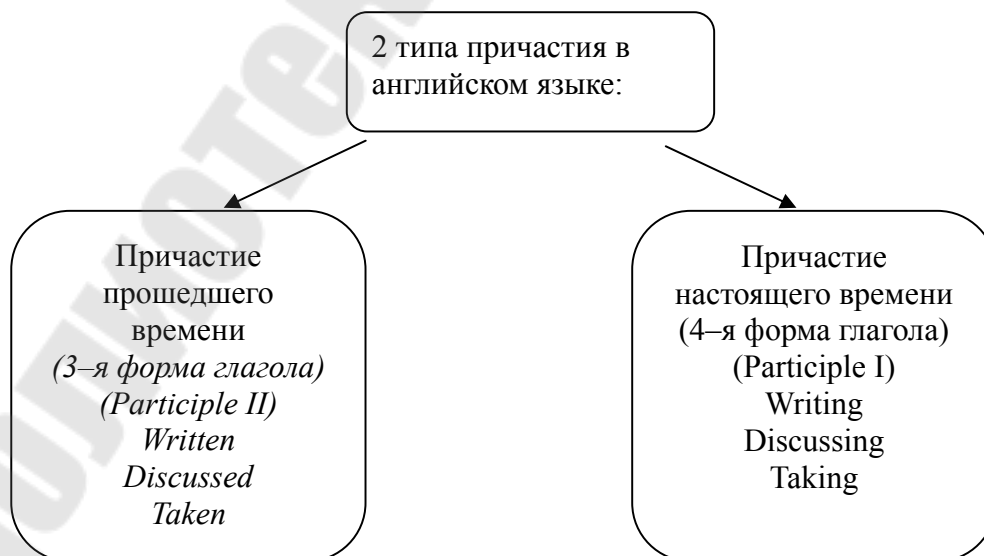 2 типа причастия в
английском языке:
Причастие
прошедшего
времени
(3–я форма глагола)
(Participle II)
Written
Discussed
Taken
Причастие
настоящего времени
(4–я форма глагола)
(Participle I)
Writing
Discussing
Taking